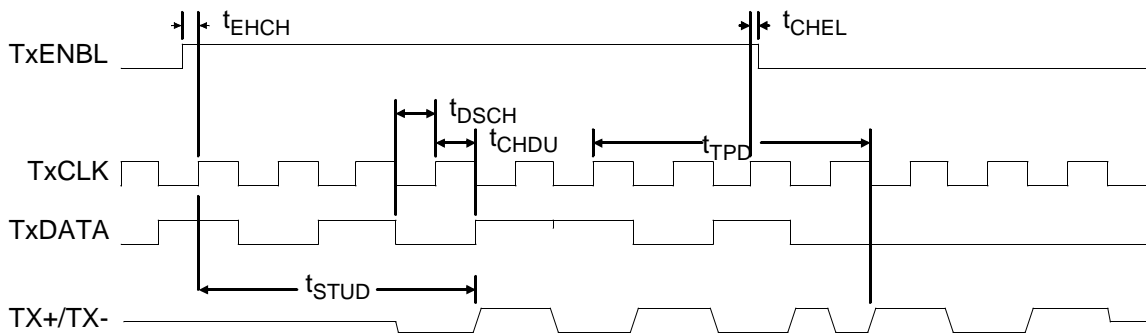 tEHCH
tCHEL
TxENBL
tDSCH
tCHDU
tTPD
TxCLK
TxDATA
tSTUD
TX+/TX-